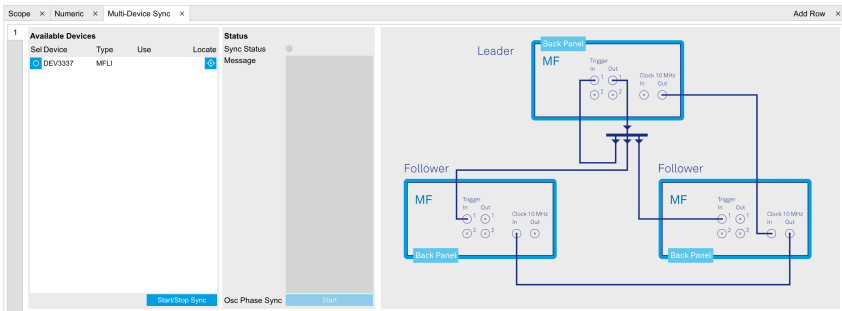 Scope × Numeric × Multi-Device Sync × Add Row ×
1
Available Devices
Sel Device Type Use Locate
DEV3337 MFLI
Start/Stop Sync
Status
Sync Status
Message
Osc Phase Sync Start
Leader
Back Panel
MF
Trigger
In Out
1 1
2 2
Clock 10 MHz
In Out
Follower
MF
Trigger
In Out
1 1
2 2
Clock 10 MHz
In Out
Back Panel
Follower
MF
Trigger
In Out
1 1
2 2
Clock 10 MHz
In Out
Back Panel